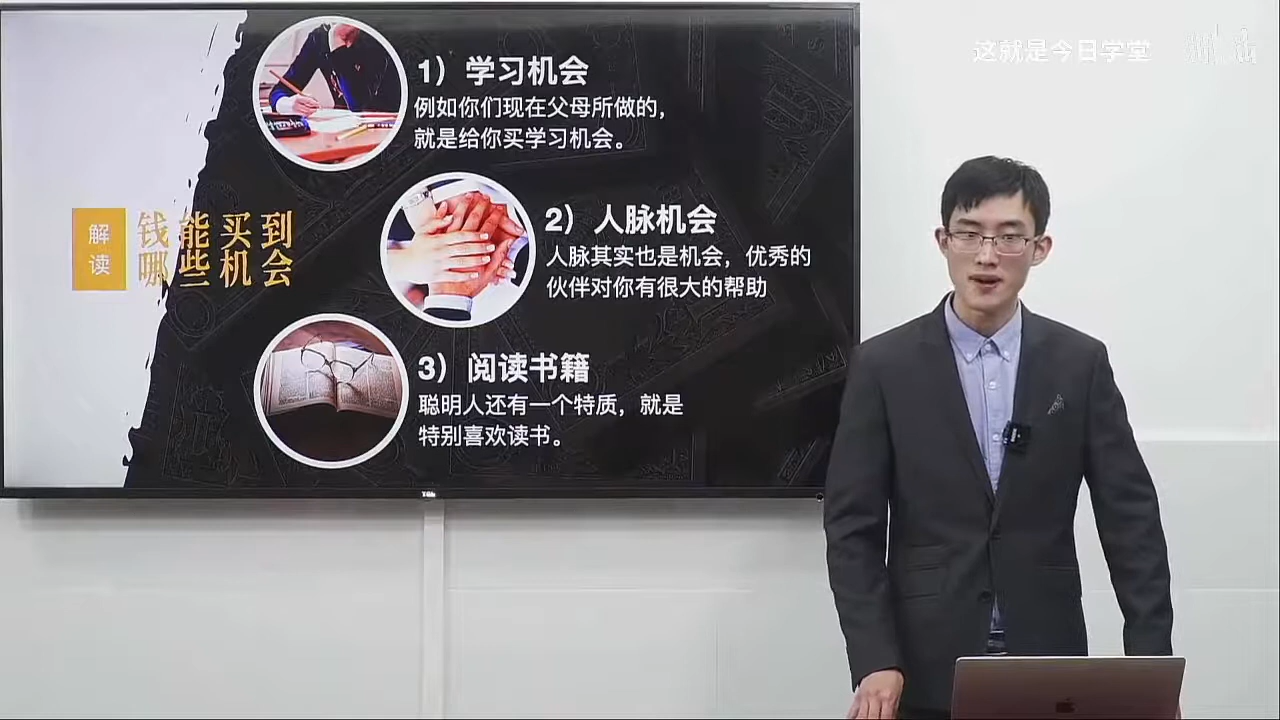 这就是今日学堂
1）学习机会
例如你们现在父母所做的，
就是给你买学习机会。
解读
钱能买到
哪些机会
2）人脉机会
人脉其实也是机会，优秀的
伙伴对你有很大的帮助
3）阅读书籍
聪明人还有一个特质，就是
特别喜欢读书。